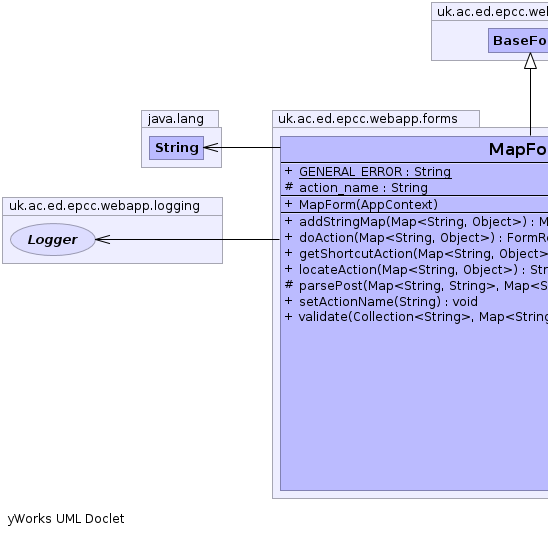 uk.ac.ed.epcc.we
BaseFo
java.lang
String
uk.ac.ed.epcc.webapp.forms
MapFo
+ GENERAL_ERROR : String
# action_name : String
+ MapForm(AppContext)
+ addStringMap(Map<String, Object>) : M
+ doAction(Map<String, Object>) : FormRe
+ getShortcutAction(Map<String, Object>
+ locateAction(Map<String, Object>) : Str
# parsePost(Map<String, String>, Map<S
+ setActionName(String) : void
+ validate(Collection<String>, Map<String
uk.ac.ed.epcc.webapp.logging
Logger
yWorks UML Doclet